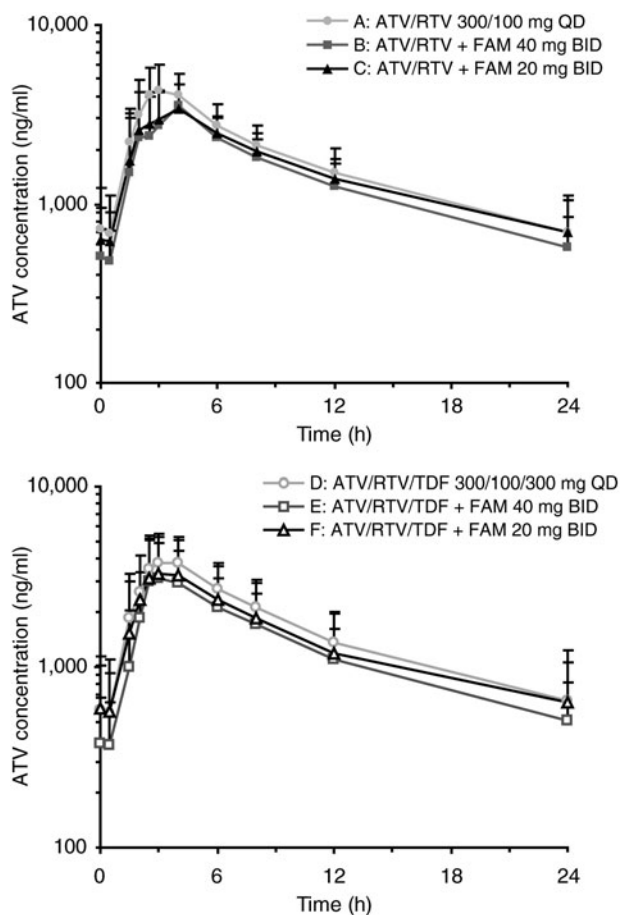 10,000
A: ATV/RTV 300/100 mg QD
B: ATV/RTV + FAM 40 mg BID
C: ATV/RTV + FAM 20 mg BID
ATV concentration (ng/ml)
1,000
100
0 6 12 18 24
Time (h)
10,000
D: ATV/RTV/TDF 300/100/300 mg QD
E: ATV/RTV/TDF + FAM 40 mg BID
F: ATV/RTV/TDF + FAM 20 mg BID
ATV concentration (ng/ml)
1,000
100
0 6 12 18 24
Time (h)